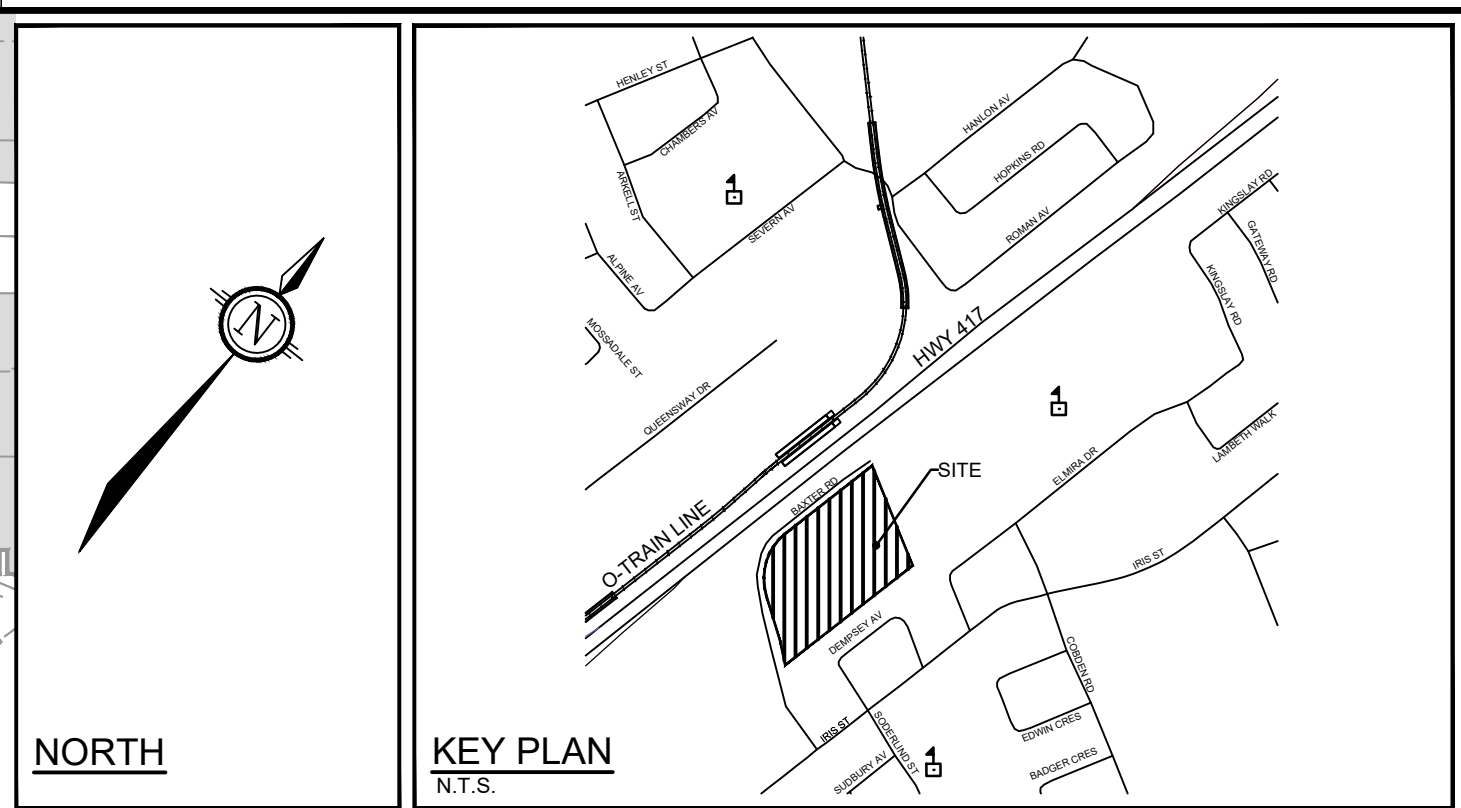 N
NORTH
KEY PLAN
N.T.S.
HENLEY ST
CHAMBERS AV
ARKELL ST
SEVERN AV
ALPINE AV
MOSSADALE ST
QUEENSWAY DR
HANLON AV
HOPKINS RD
ROMAN AV
KINGSLAY RD
GATEWAY RD
KINGSLAY RD
HWY 417
LAMBETH WALK
ELMIRA DR
SITE
BAXTER RD
O-TRAIN LINE
IRIS ST
DEMPSEY AV
COBDEN RD
IRIS ST
SODERLIND ST
EDWIN CRES
SUDBURY AV
BADGER CRES